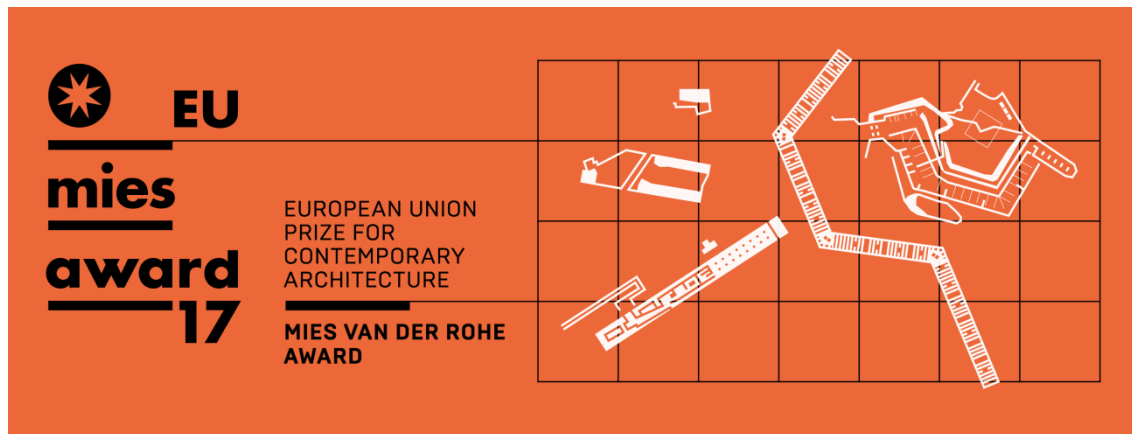 EU
mies
award
17
EUROPEAN UNION
PRIZE FOR
CONTEMPORARY
ARCHITECTURE
MIES VAN DER ROHE
AWARD